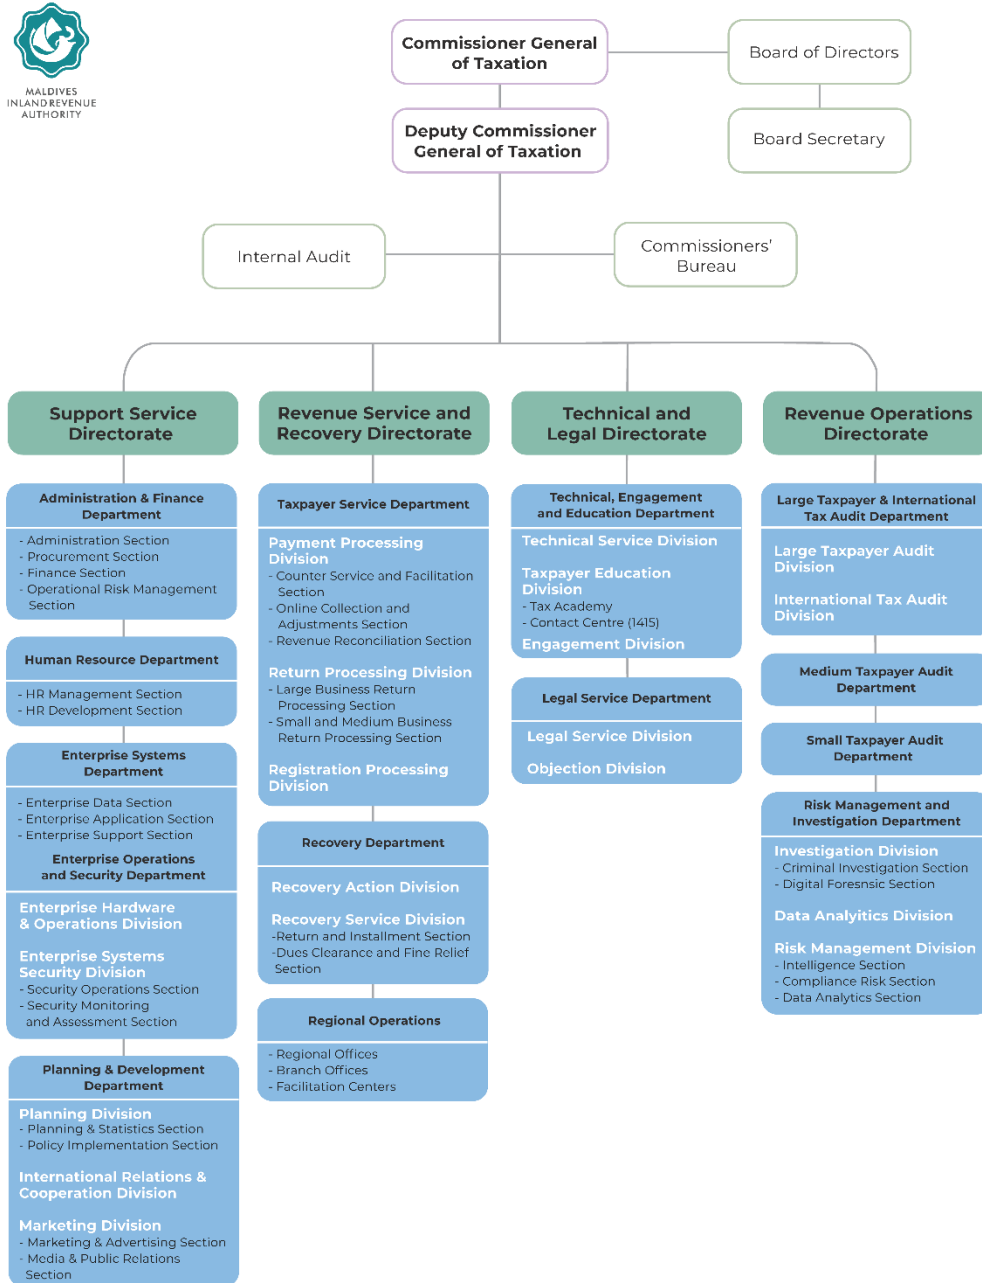 MALDIVES
INLAND REVENUE
AUTHORITY
Commissioner General
of Taxation
Board of Directors
Deputy Commissioner
General of Taxation
Board Secretary
Internal Audit
Commissioners'
Bureau
Support Service
Directorate
Administration & Finance
Department
- Administration Section
- Procurement Section
- Finance Section
- Operational Risk Management
Section
Human Resource Department
- HR Management Section
- HR Development Section
Enterprise Systems
Department
- Enterprise Data Section
- Enterprise Application Section
- Enterprise Support Section
Enterprise Operations
and Security Department
Enterprise Hardware
& Operations Division
Enterprise Systems
Security Division
- Security Operations Section
- Security Monitoring
and Assessment Section
Planning & Development
Department
Planning Division
- Planning & Statistics Section
- Policy Implementation Section
International Relations &
Cooperation Division
Marketing Division
- Marketing & Advertising Section
- Media & Public Relations
Section
Revenue Service and
Recovery Directorate
Taxpayer Service Department
Payment Processing
Division
- Counter Service and Facilitation
Section
- Online Collection and
Adjustments Section
- Revenue Reconciliation Section
Return Processing Division
- Large Business Return
Processing Section
- Small and Medium Business
Return Processing Section
Registration Processing
Division
Recovery Department
Recovery Action Division
Recovery Service Division
-Return and Installment Section
-Dues Clearance and Fine Relief
Section
Regional Operations
- Regional Offices
- Branch Offices
- Facilitation Centers
Technical and
Legal Directorate
Technical, Engagement
and Education Department
Technical Service Division
Taxpayer Education
Division
- Tax Academy
- Contact Centre (1415)
Engagement Division
Legal Service Department
Legal Service Division
Objection Division
Revenue Operations
Directorate
Large Taxpayer & International
Tax Audit Department
Large Taxpayer Audit
Division
International Tax Audit
Division
Medium Taxpayer Audit
Department
Small Taxpayer Audit
Department
Risk Management and
Investigation Department
Investigation Division
- Criminal Investigation Section
- Digital Foresnsic Section
Data Analyitics Division
Risk Management Division
- Intelligence Section
- Compliance Risk Section
- Data Analytics Section